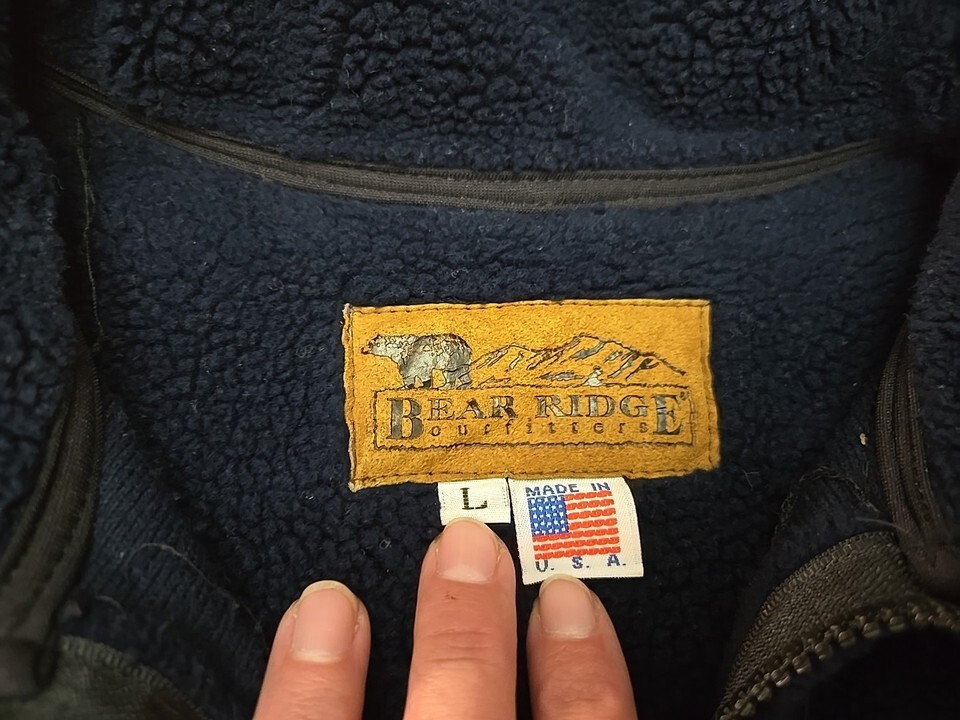 BEAR RIDGE®
outfitters
L
MADE IN
U. S. A.